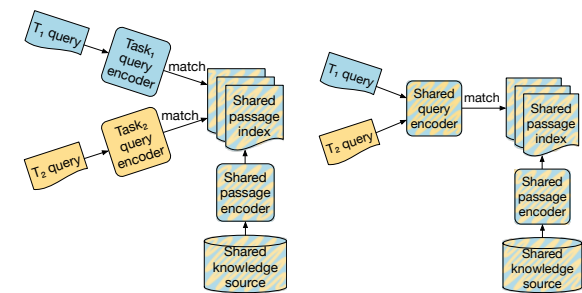 T1 query
Task1
query
encoder
match
match
Task2
query
encoder
T2 query
Shared
passage
index
Shared
passage
encoder
Shared
knowledge
source
T1 query
T2 query
Shared
query
encoder
match
Shared
passage
index
Shared
passage
encoder
Shared
knowledge
source